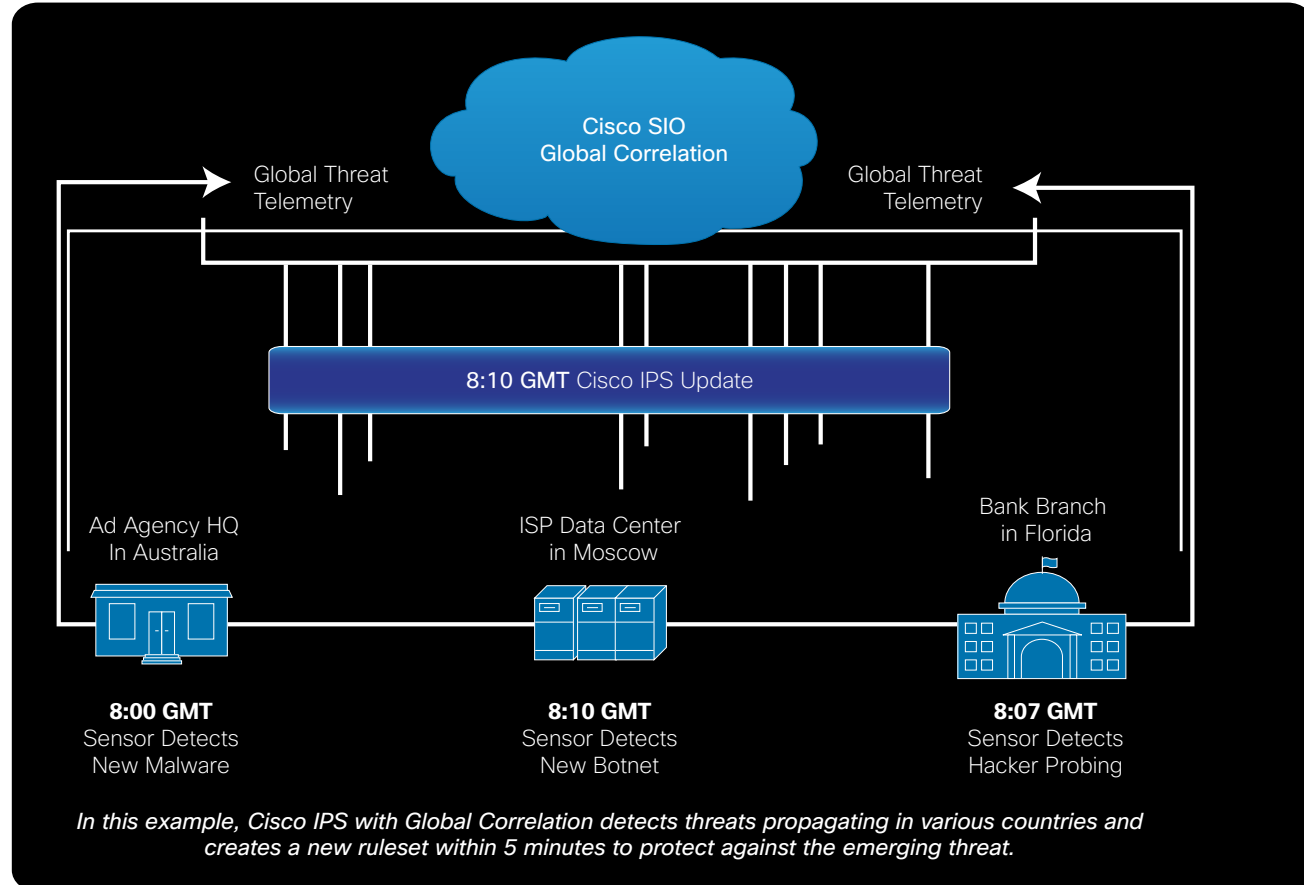 Cisco SIO
Global Correlation
Global Threat
Telemetry
Global Threat
Telemetry
8:10 GMT Cisco IPS Update
Ad Agency HQ
In Australia
ISP Data Center
in Moscow
Bank Branch
in Florida
8:00 GMT
Sensor Detects
New Malware
8:10 GMT
Sensor Detects
New Botnet
8:07 GMT
Sensor Detects
Hacker Probing
In this example, Cisco IPS with Global Correlation detects threats propagating in various countries and
creates a new ruleset within 5 minutes to protect against the emerging threat.